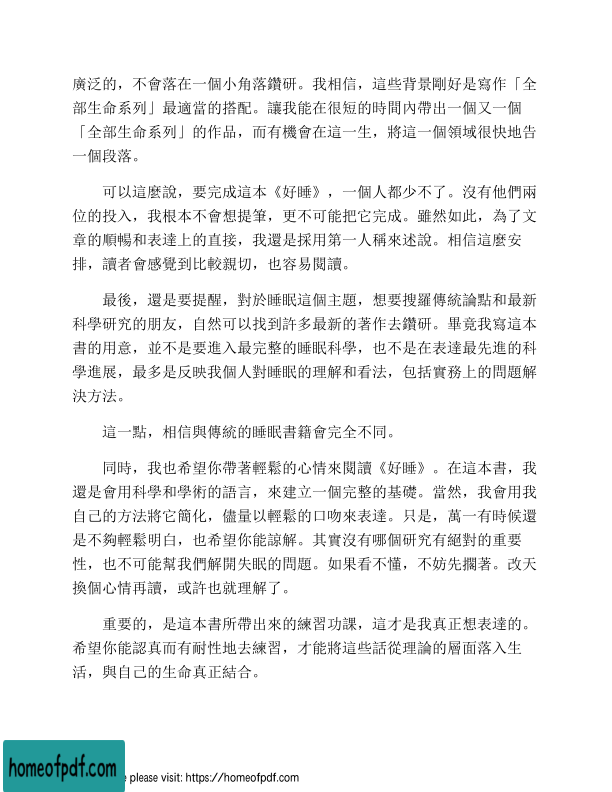 廣泛的，不會落在一個小角落鑽研。我相信，這些背景剛好是寫作「全
部生命系列」最適當的搭配。讓我能在很短的時間內帶出一個又一個
「全部生命系列」的作品，而有機會在這一生，將這一個領域很快地告
一個段落。
可以這麼說，要完成這本《好睡》，一個人都少不了。沒有他們兩
位的投入，我根本不會想提筆，更不可能把它完成。雖然如此，為了文
章的順暢和表達上的直接，我還是採用第一人稱來述說。相信這麼安
排，讀者會感覺到比較親切，也容易閱讀。
最後，還是要提醒，對於睡眠這個主題，想要搜羅傳統論點和最新
科學研究的朋友，自然可以找到許多最新的著作去鑽研。畢竟我寫這本
書的用意，並不是要進入最完整的睡眠科學，也不是在表達最先進的科
學進展，最多是反映我個人對睡眠的理解和看法，包括實務上的問題解
決方法。
這一點，相信與傳統的睡眠書籍會完全不同。
同時，我也希望你帶著輕鬆的心情來閱讀《好睡》。在這本書，我
還是會用科學和學術的語言，來建立一個完整的基礎。當然，我會用我
自己的方法將它簡化，儘量以輕鬆的口吻來表達。只是，萬一有時候還
是不夠輕鬆明白，也希望你能諒解。其實沒有哪個研究有絕對的重要
性，也不可能幫我們解開失眠的問題。如果看不懂，不妨先擱著。改天
換個心情再讀，或許也就理解了。
重要的，是這本書所帶出來的練習功課，這才是我真正想表達的。
希望你能認真而有耐性地去練習，才能將這些話從理論的層面落入生
活，與自己的生命真正結合。
homeofpdf.com
e please visit: https://homeofpdf.com